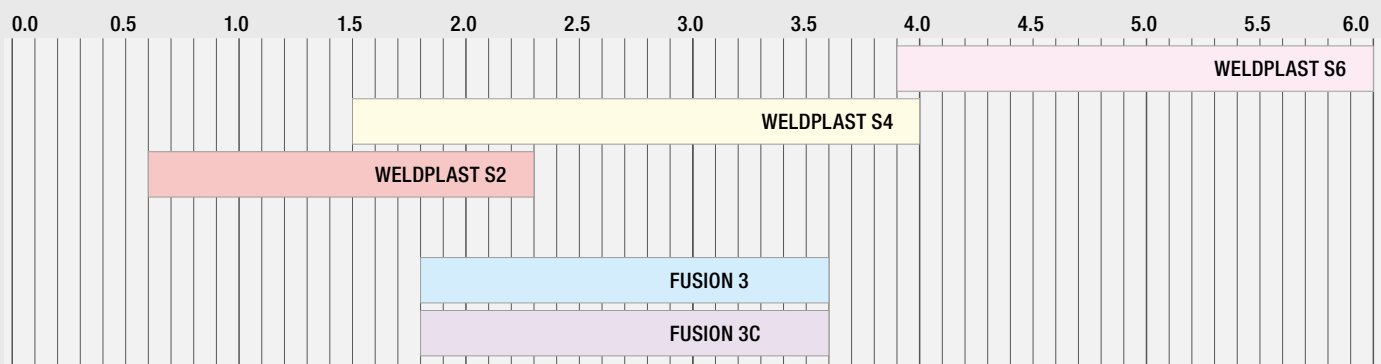 0.0 0.5 1.0 1.5 2.0 2.5 3.0 3.5 4.0 4.5 5.0 5.5 6.0
WELDPLAST S6
WELDPLAST S4
WELDPLAST S2
FUSION 3
FUSION 3C